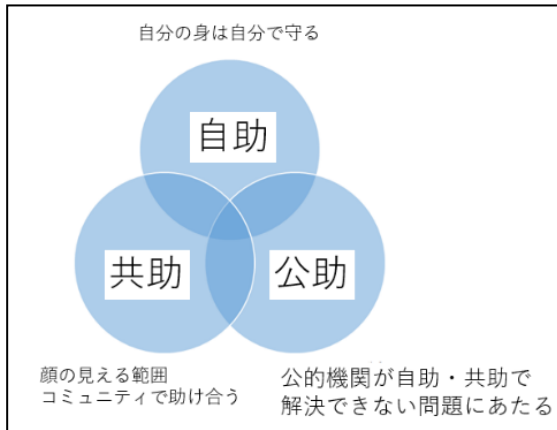 自分の身は自分で守る
自助
共助
公助
顔の見える範囲
コミュニティで助け合う
公的機関が自助・共助で
解決できない問題にあたる